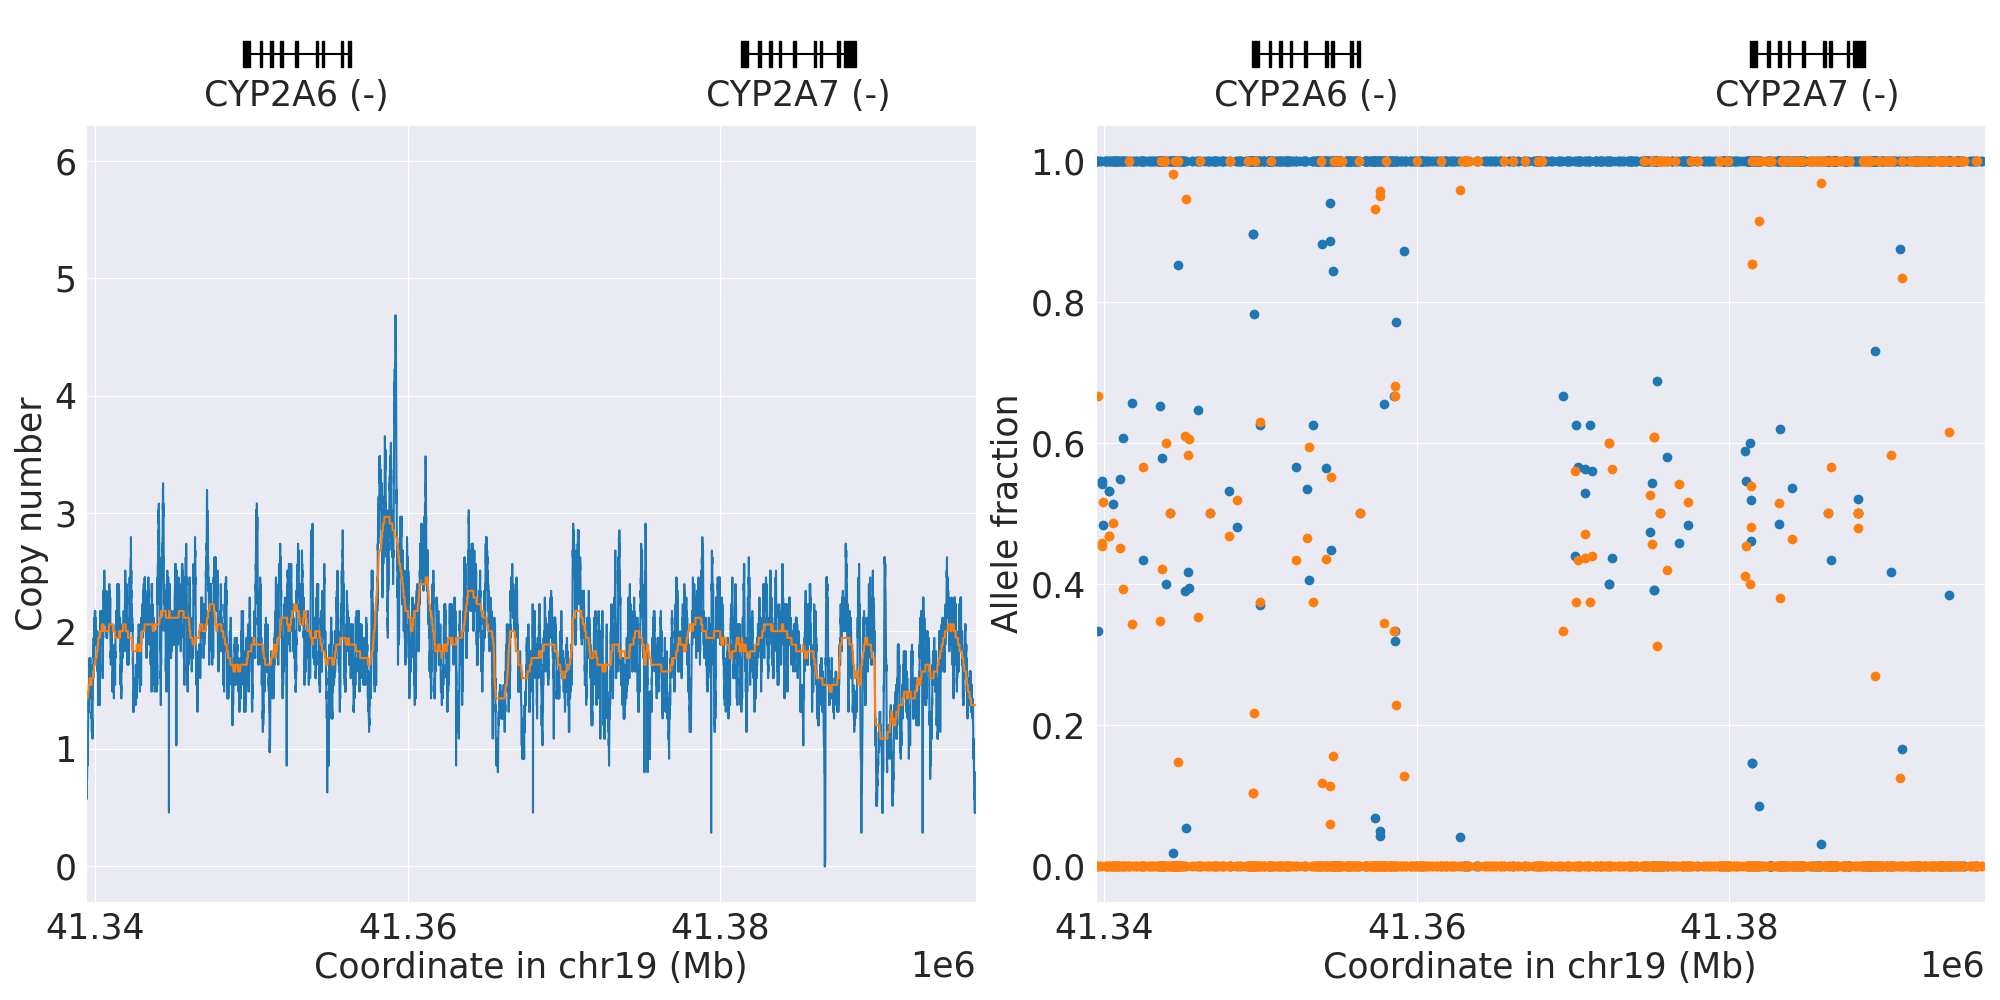 CYP2A6 (-)
CYP2A7 (-)
6
5
4
3
2
1
0
Copy number
41.34
41.36
41.38
Coordinate in chr19 (Mb)
1e6
CYP2A6 (-)
CYP2A7 (-)
1.0
0.8
0.6
0.4
0.2
0.0
Allele fraction
41.34
41.36
41.38
Coordinate in chr19 (Mb)
1e6